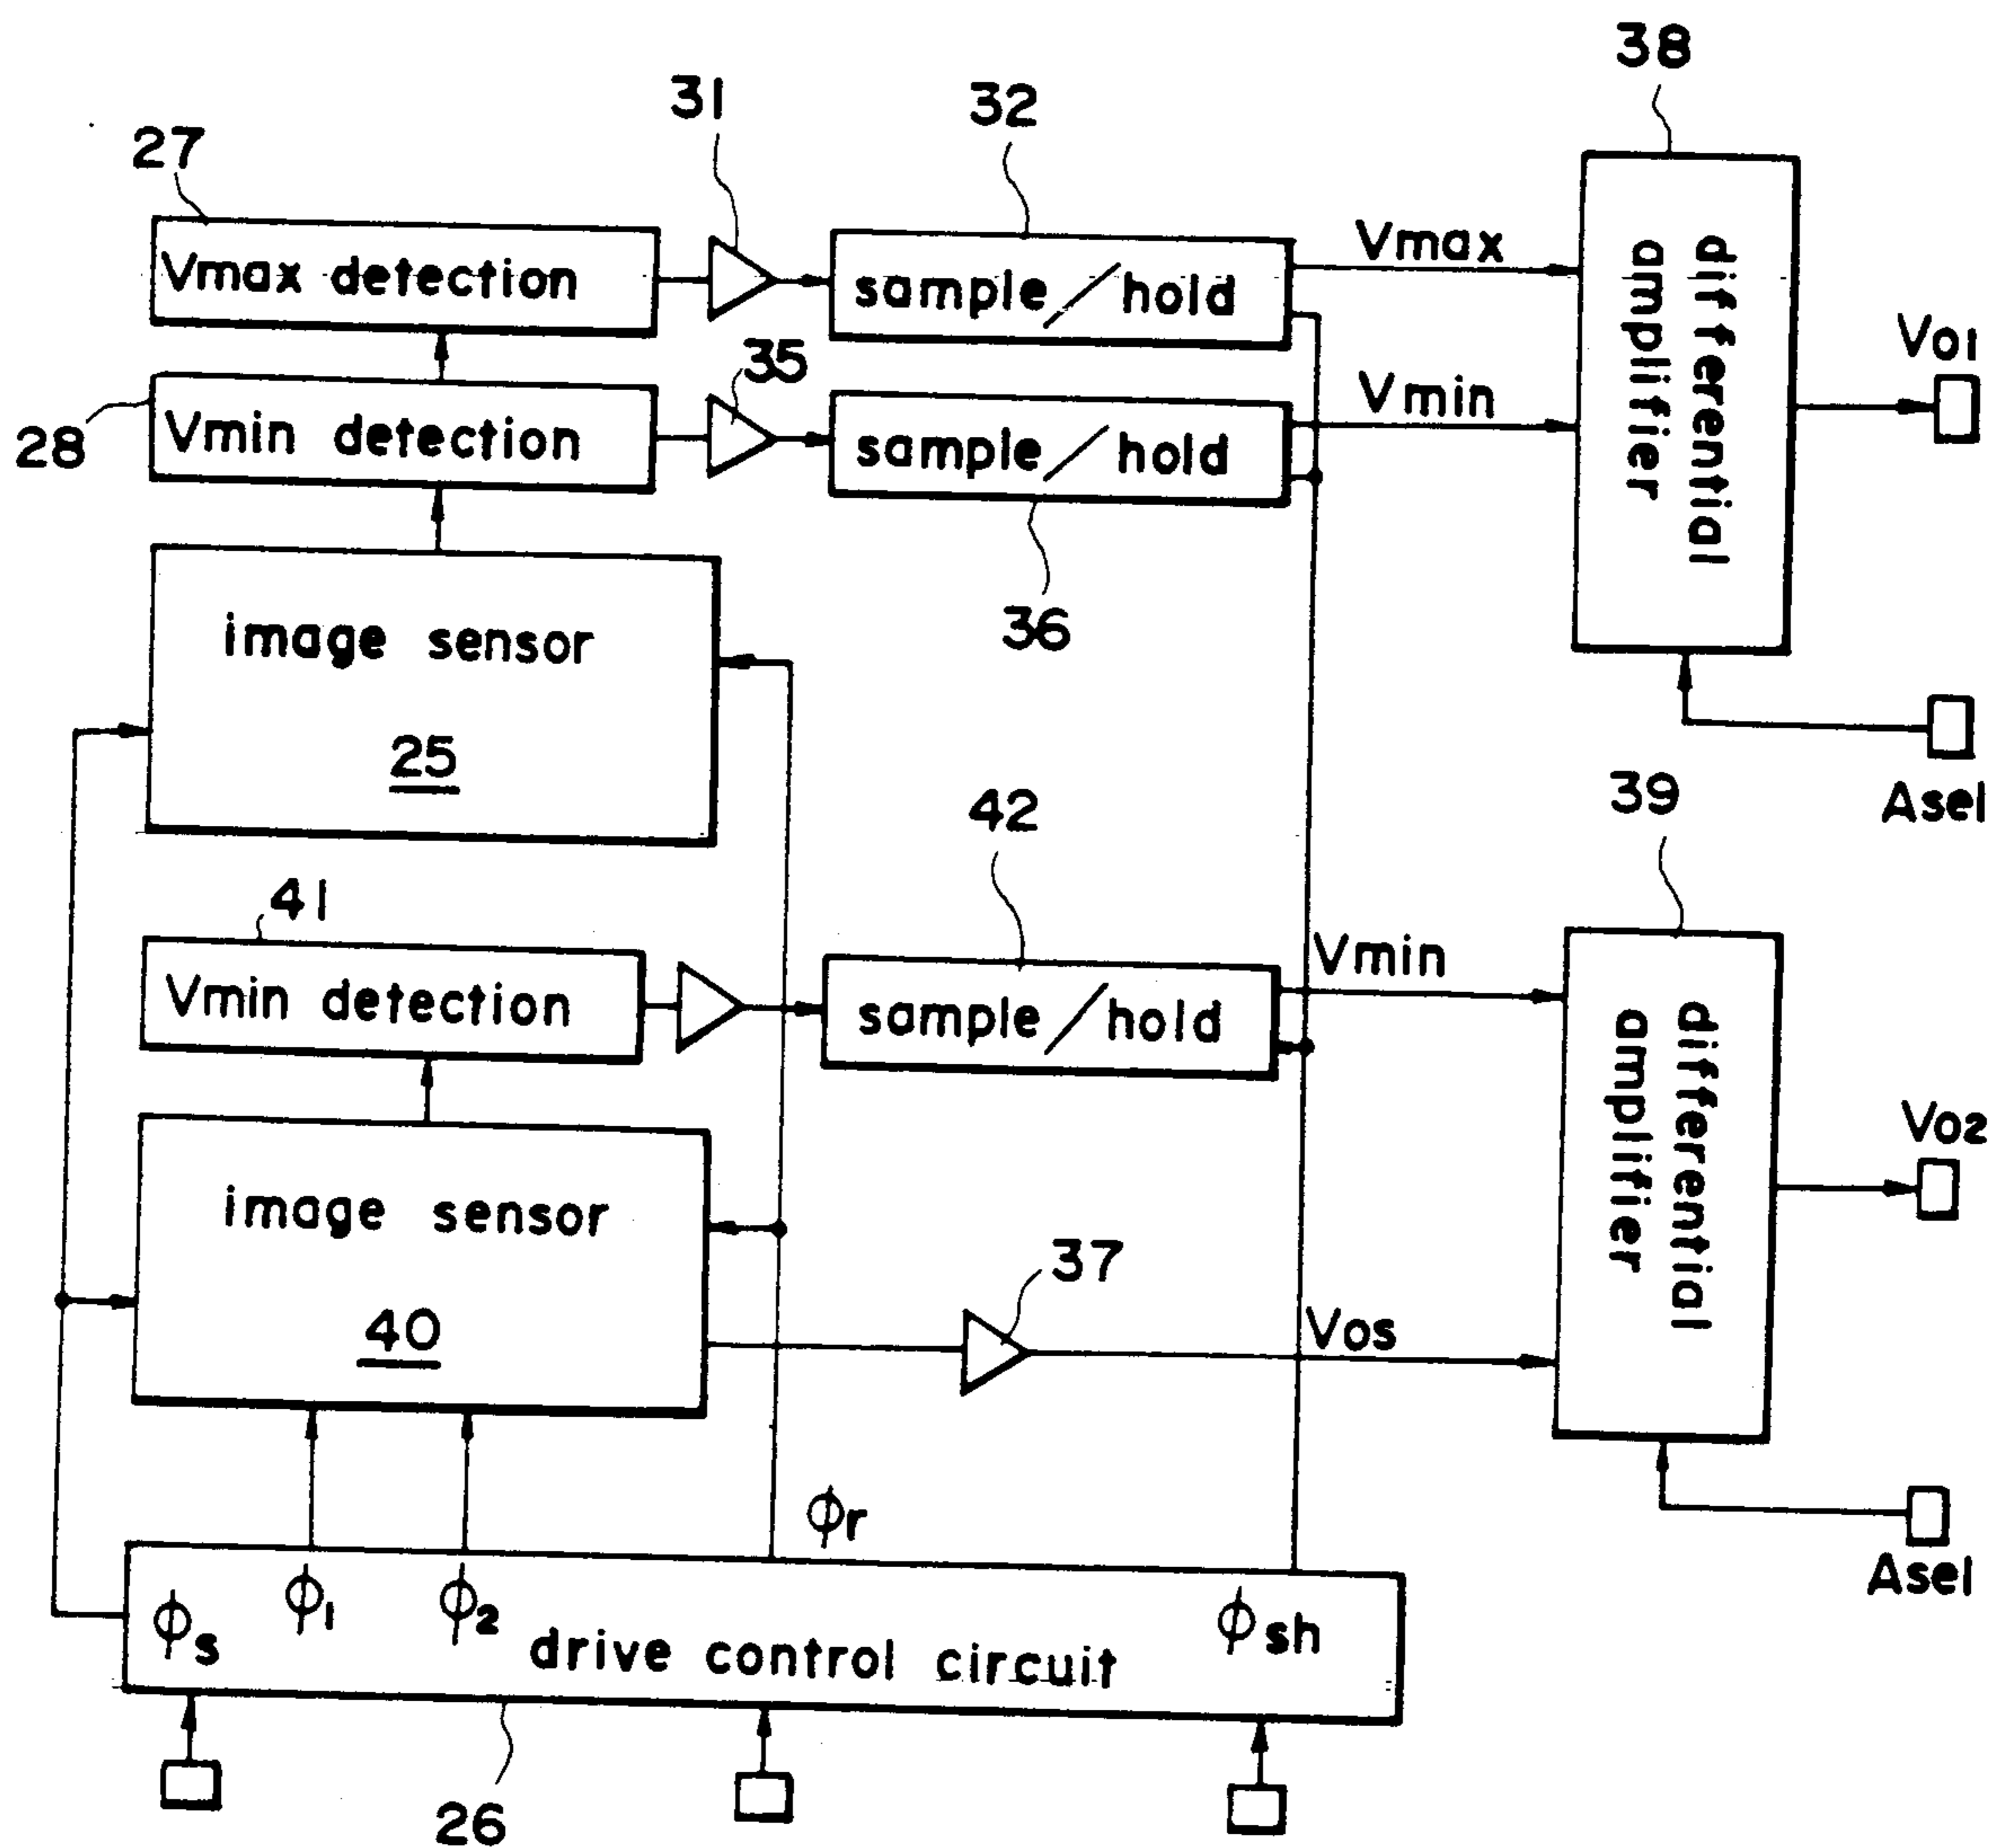 38
31
32
27
Vmax detection
sample/hold
Vmax
differential
amplifier
Vo1
35
28
Vmin detection
sample/hold
Vmin
36
image sensor
25
Asel
39
42
41
Vmin detection
sample/hold
Vmin
differential
amplifier
Vo2
image sensor
40
37
Vos
Asel
ϕr
ϕs
ϕ1
ϕ2
ϕsh
drive control circuit
26